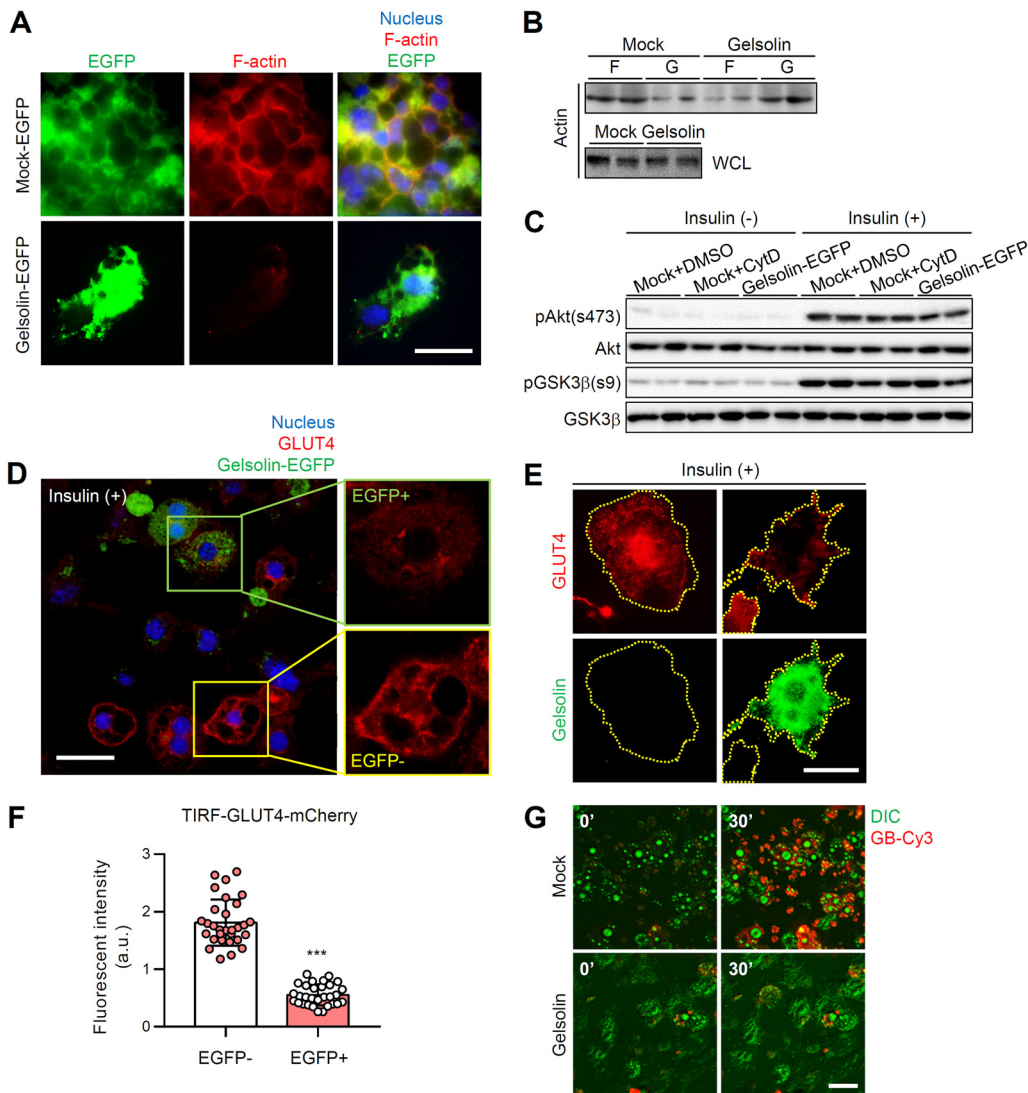 A
Nucleus
F-actin
EGFP
EGFP
F-actin
Mock-EGFP
Gelsolin-EGFP
B
Mock
Gelsolin
F
G
F
G
Actin
Mock
Gelsolin
WCL
C
Insulin (-)
Insulin (+)
Mock+DMSO
Mock+CytD
Gelsolin-EGFP
Mock+DMSO
Mock+CytD
Gelsolin-EGFP
pAkt(s473)
Akt
pGSK3β(s9)
GSK3β
D
Nucleus
GLUT4
Gelsolin-EGFP
Insulin (+)
EGFP+
EGFP-
E
Insulin (+)
GLUT4
Gelsolin
F
TIRF-GLUT4-mCherry
Fluorescent intensity
(a.u.)
3
2
1
0
***
EGFP-
EGFP+
G
0’
30’
DIC
GB-Cy3
Mock
0’
30’
Gelsolin